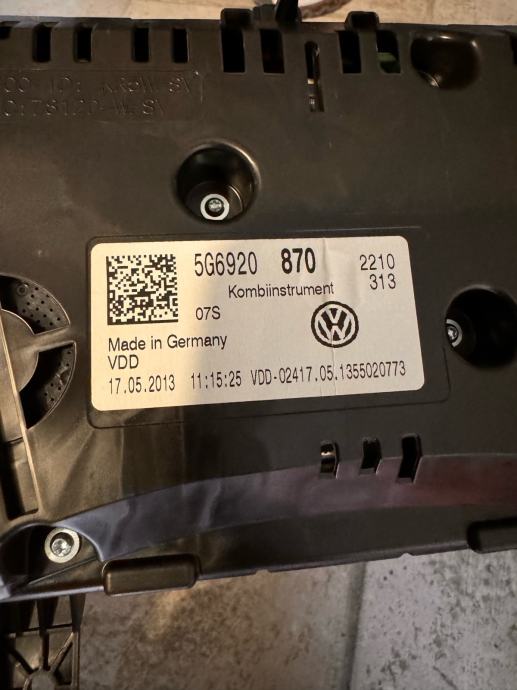 5G6920 870 2210
313
Kombiinstrument
07S
Made in Germany
VDD
17.05.2013 11:15:25 VDD-02417.05.1355020773